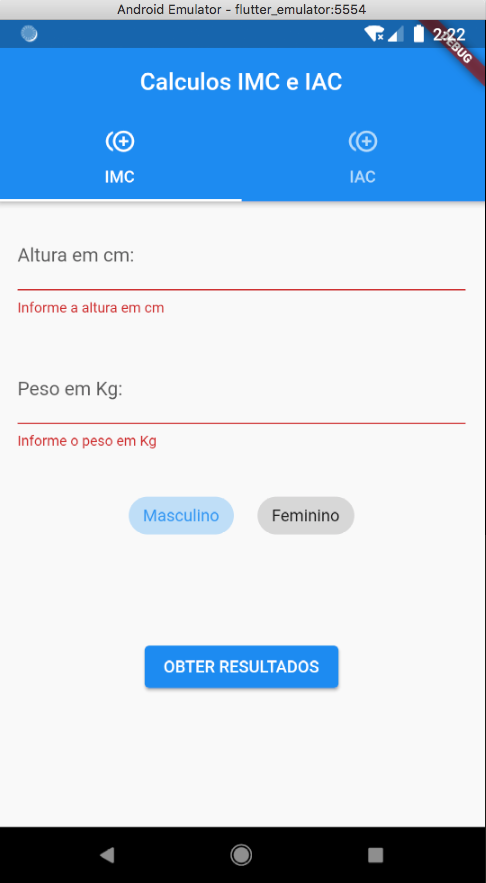 Android Emulator - flutter_emulator:5554
2:22
DEBUG
Calculos IMC e IAC
IMC
IAC
Altura em cm:
Informe a altura em cm
Peso em Kg:
Informe o peso em Kg
Masculino
Feminino
OBTER RESULTADOS